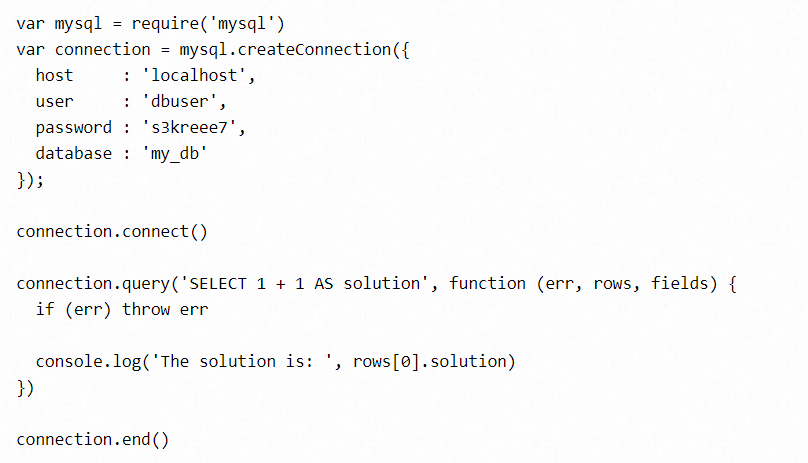 var mysql = require('mysql')
var connection = mysql.createConnection({
  host     : 'localhost',
  user     : 'dbuser',
  password : 's3kreee7',
  database : 'my_db'
});

connection.connect()

connection.query('SELECT 1 + 1 AS solution', function (err, rows, fields) {
  if (err) throw err

  console.log('The solution is: ', rows[0].solution)
})

connection.end()